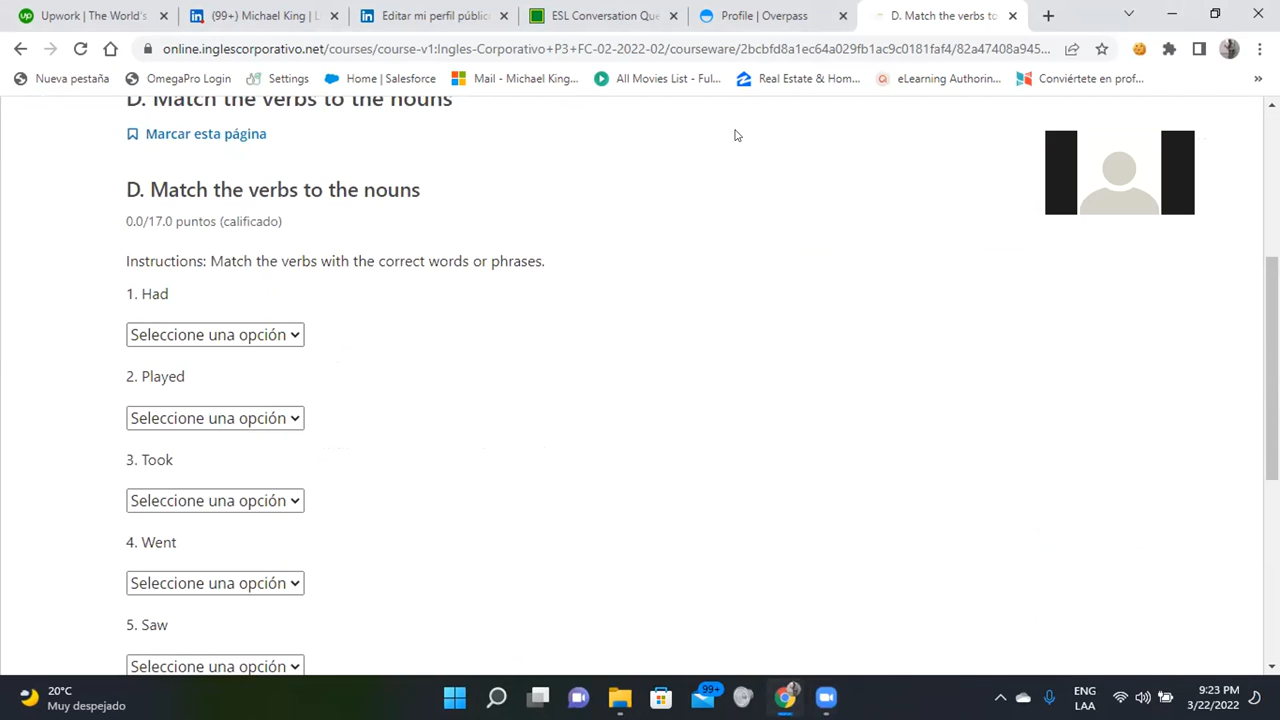 Upwork | The World's
(99+) Michael King | L
Editar mi perfil públic
ESL Conversation Que
Profile | Overpass
D. Match the verbs to
online.inglescorporativo.net/courses/course-v1:Ingles-Corporativo+P3+FC-02-2022-02/courseware/2bcbfd8a1ec64a029fb1ac9c0181faf4/82a47408a945...
Nueva pestaña
OmegaPro Login
Settings
Home | Salesforce
Mail - Michael King...
All Movies List - Ful...
Real Estate & Hom...
eLearning Authorin...
Conviértete en prof...
»
D. Match the verbs to the nouns
Marcar esta página
D. Match the verbs to the nouns
0.0/17.0 puntos (calificado)
Instructions: Match the verbs with the correct words or phrases.
1. Had
Seleccione una opción
2. Played
Seleccione una opción
3. Took
Seleccione una opción
4. Went
Seleccione una opción
5. Saw
Seleccione una opción
20°C
Muy despejado
99+
ENG
LAA
9:23 PM
3/22/2022